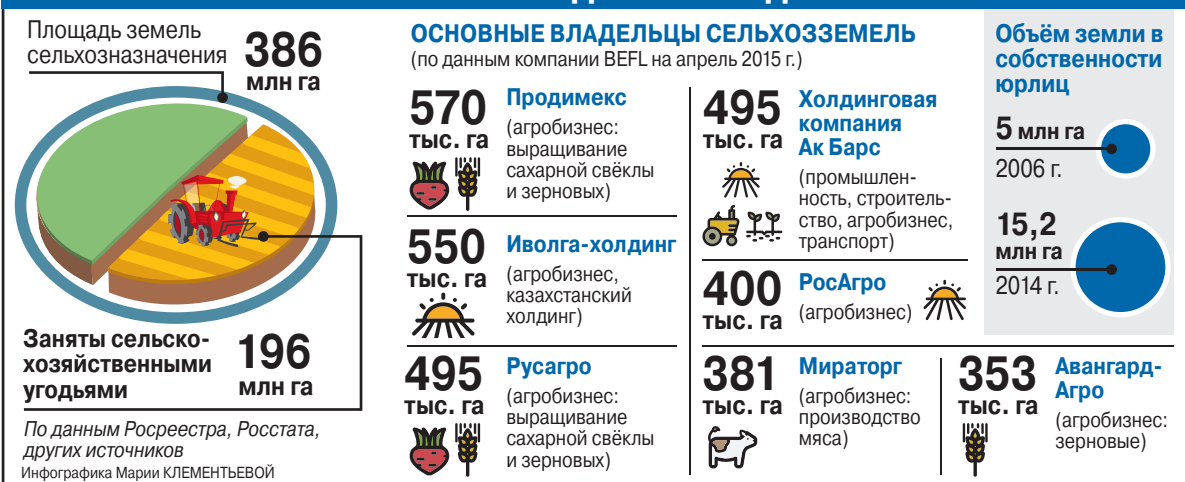 Площадь земель
сельхозназначения
386
млн га
Заняты сельско-
хозяйственными
угодьями
196
млн га
По данным Росреестра, Росстата,
других источников
Инфографика Марии КЛЕМЕНТЬЕВОЙ
ОСНОВНЫЕ ВЛАДЕЛЬЦЫ СЕЛЬХОЗЗЕМЕЛЬ
(по данным компании BEFL на апрель 2015 г.)
570
тыс. га
Продимекс
(агробизнес:
выращивание
сахарной свёклы
и зерновых)
550
тыс. га
Иволга-холдинг
(агробизнес,
казахстанский
холдинг)
495
тыс. га
Русагро
(агробизнес:
выращивание
сахарной свёклы
и зерновых)
495
тыс. га
Холдинговая
компания
Ак Барс
(промышлен-
ность, строитель-
ство, агробизнес,
транспорт)
400
тыс. га
РосАгро
(агробизнес)
381
тыс. га
Мираторг
(агробизнес:
производство
мяса)
353
тыс. га
Авангард-
Агро
(агробизнес:
зерновые)
Объём земли в
собственности
юрлиц
5 млн га
2006 г.
15,2
млн га
2014 г.